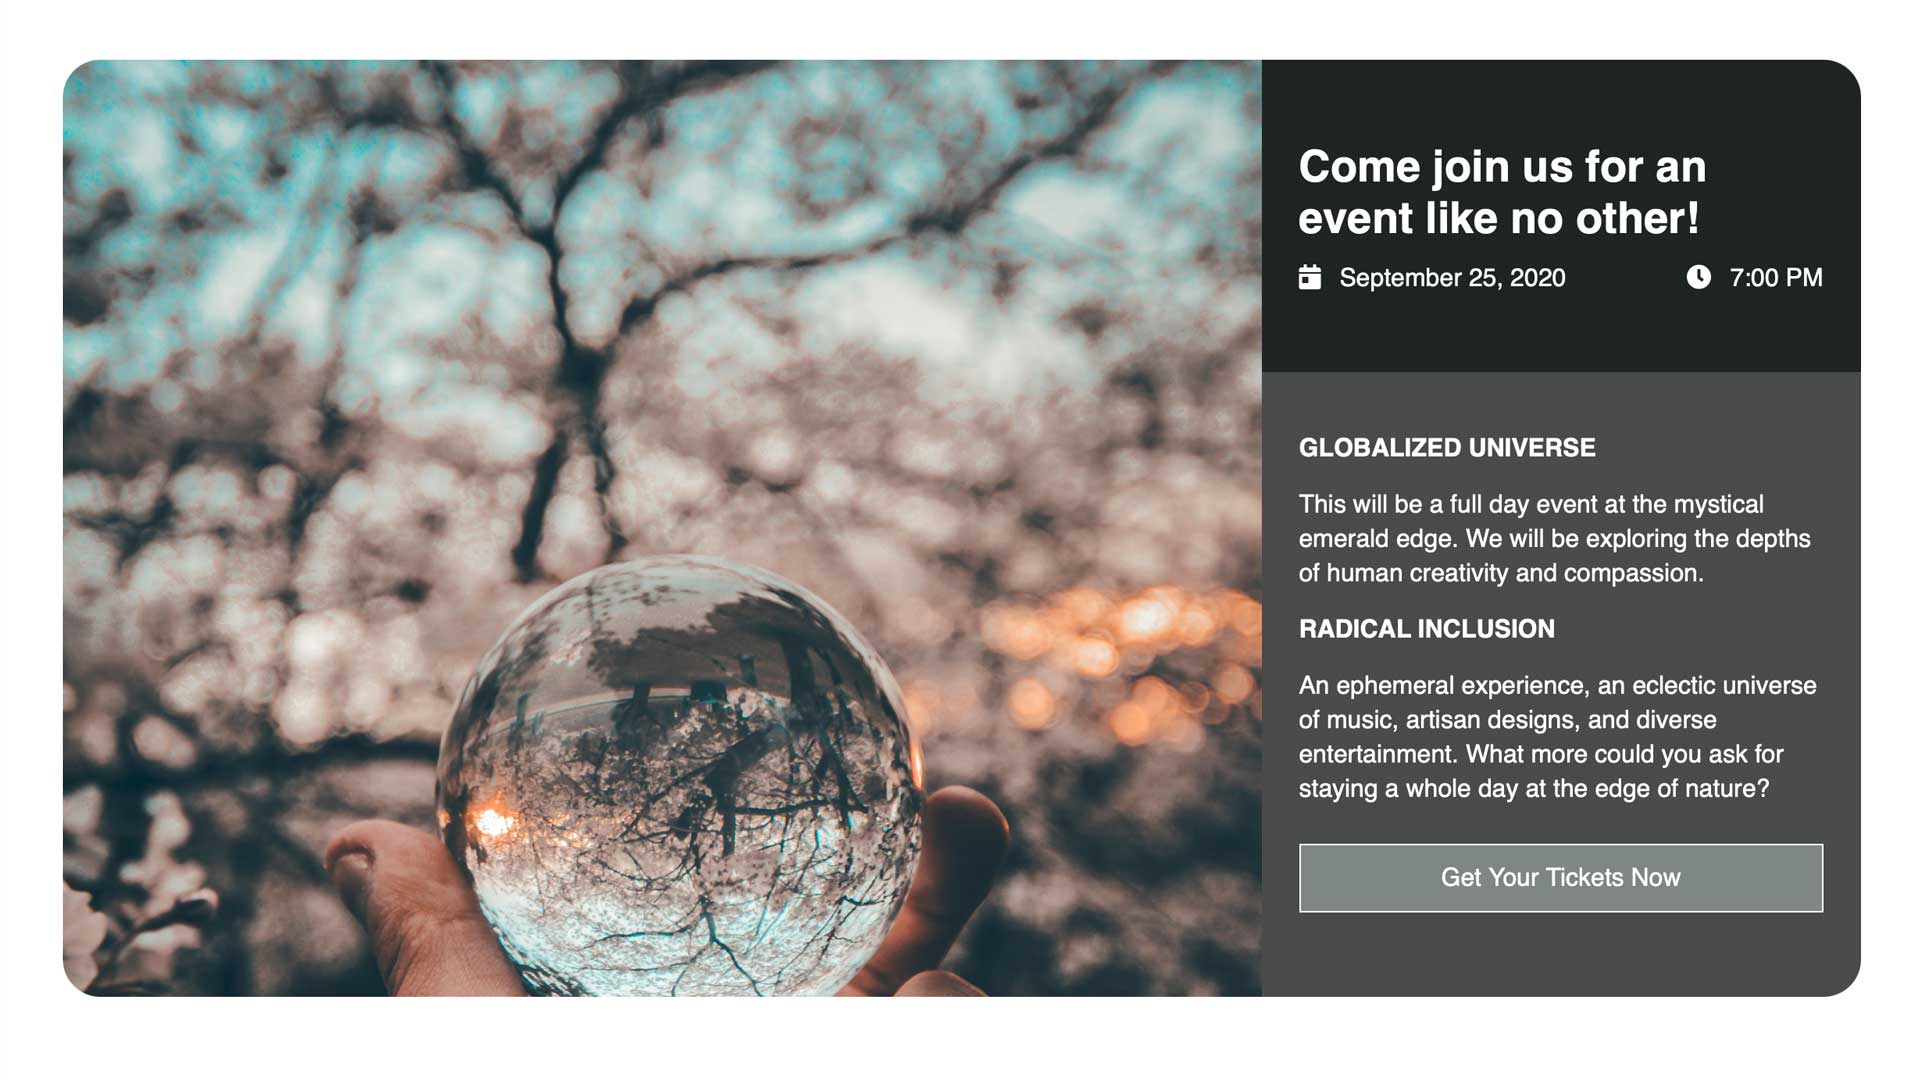 Come join us for an
event like no other!
September 25, 2020
7:00 PM
GLOBALIZED UNIVERSE
This will be a full day event at the mystical
emerald edge. We will be exploring the depths
of human creativity and compassion.
RADICAL INCLUSION
An ephemeral experience, an eclectic universe
of music, artisan designs, and diverse
entertainment. What more could you ask for
staying a whole day at the edge of nature?
Get Your Tickets Now